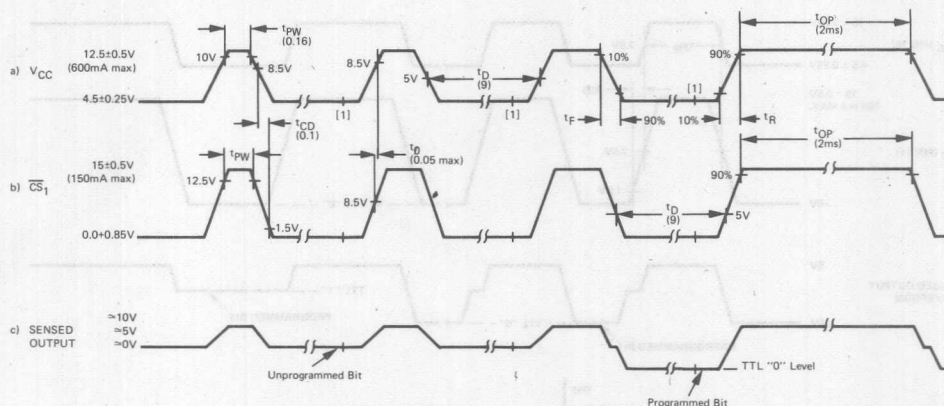 a) VCC
12.5±0.5V
(600mA max)
4.5±0.25V
10V
tPW
(0.16)
8.5V
tCD
(0.1)
[1]
8.5V
5V
tD
(9)
[1]
10%
tF
90%
[1]
10%
tR
90%
tOP
(2ms)
b) CS1
15±0.5V
(150mA max)
12.5V
0.0+0.85V
tPW
1.5V
tD
(0.05 max)
8.5V
tD
(9)
5V
90%
tOP
(2ms)
c) SENSED
OUTPUT
≃10V
≃5V
≃0V
Unprogrammed Bit
TTL "0" Level
Programmed Bit